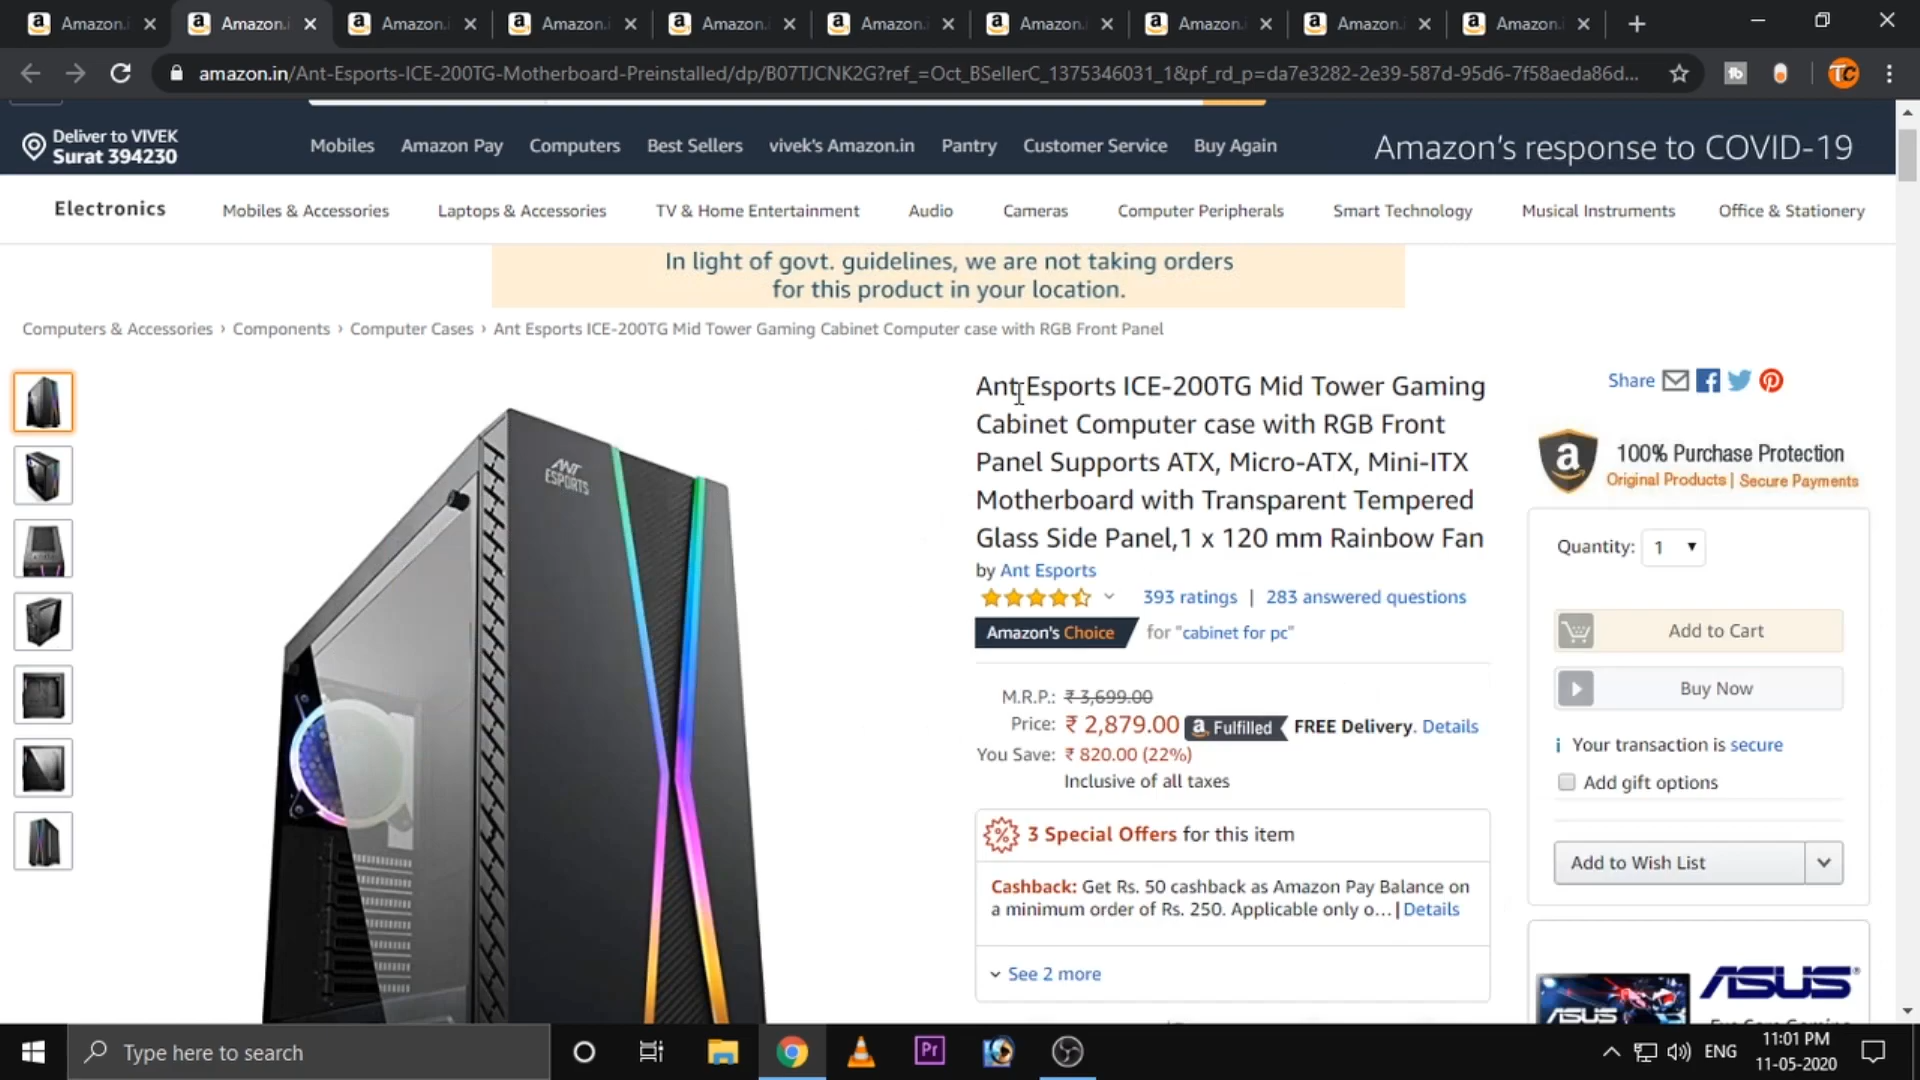 Amazon.i
Amazon.i
Amazon.i
Amazon.i
Amazon.
Amazon.
Amazon.
Amazon.
Amazon.
Amazon.
amazon.in/Ant-Esports-ICE-200TG-Motherboard-Preinstalled/dp/B07TJCNK2G?ref_=Oct_BSellerC_1375346031_1&pf_rd_p=da7e3282-2e39-587d-95d6-7f58aeda86d...
tb
TC
Deliver to VIVEK
Surat 394230
Mobiles
Amazon Pay
Computers
Best Sellers
vivek's Amazon.in
Pantry
Customer Service
Buy Again
Amazon's response to COVID-19
Electronics
Mobiles & Accessories
Laptops & Accessories
TV & Home Entertainment
Audio
Cameras
Computer Peripherals
Smart Technology
Musical Instruments
Office & Stationery
In light of govt. guidelines, we are not taking orders
for this product in your location.
Computers & Accessories › Components › Computer Cases › Ant Esports ICE-200TG Mid Tower Gaming Cabinet Computer case with RGB Front Panel
ANT
ESPORTS
Ant Esports ICE-200TG Mid Tower Gaming
Cabinet Computer case with RGB Front
Panel Supports ATX, Micro-ATX, Mini-ITX
Motherboard with Transparent Tempered
Glass Side Panel,1 x 120 mm Rainbow Fan
by Ant Esports
393 ratings | 283 answered questions
Amazon's Choice for "cabinet for pc"
M.R.P.: ₹ 3,699.00
Price: ₹ 2,879.00 a Fulfilled FREE Delivery. Details
You Save: ₹ 820.00 (22%)
Inclusive of all taxes
3 Special Offers for this item
Cashback: Get Rs. 50 cashback as Amazon Pay Balance on
a minimum order of Rs. 250. Applicable only o... | Details
See 2 more
Share
a
100% Purchase Protection
Original Products | Secure Payments
Quantity: 1
Add to Cart
Buy Now
Your transaction is secure
Add gift options
Add to Wish List
ASUS
ASUS
Type here to search
Pr
ENG
11:01 PM
11-05-2020